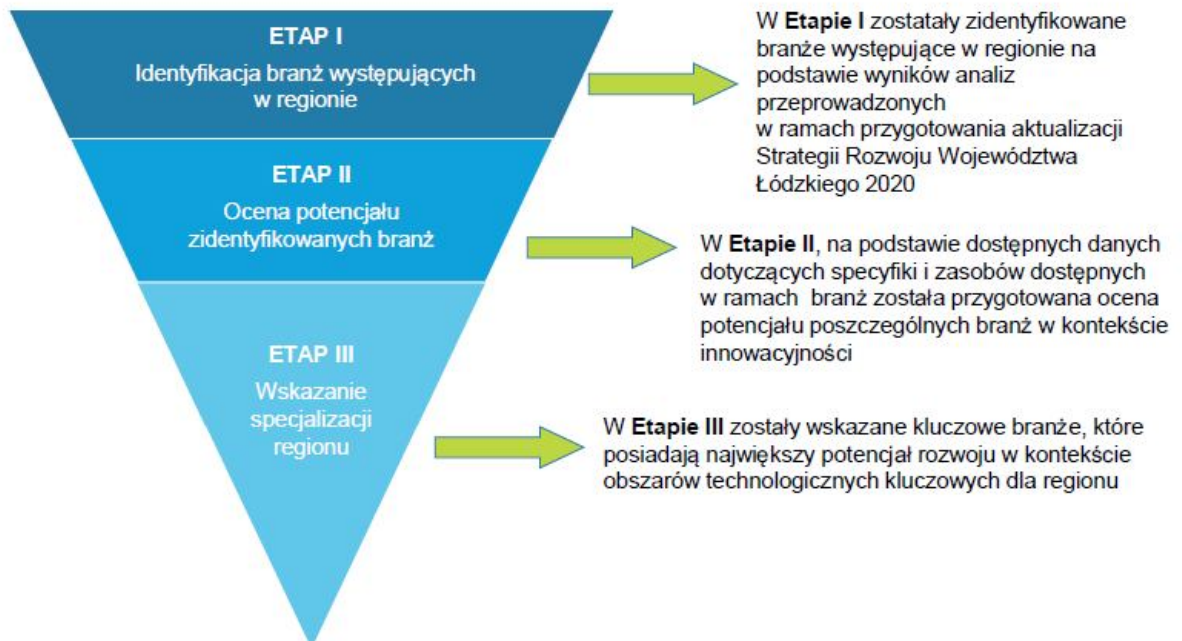 ETAP I
Identyfikacja branż występujących
w regionie
W Etapie I zostatały zidentyfikowane
branże występujące w regionie na
podstawie wyników analiz
przeprowadzonych
w ramach przygotowania aktualizacji
Strategii Rozwoju Województwa
Łódzkiego 2020
ETAP II
Ocena potencjału
zidentyfikowanych branż
W Etapie II, na podstawie dostępnych danych
dotyczących specyfiki i zasobów dostępnych
w ramach branż została przygotowana ocena
potencjału poszczególnych branż w kontekście
innowacyjności
ETAP III
Wskazanie
specjalizacji
regionu
W Etapie III zostały wskazane kluczowe branże, które
posiadają największy potencjał rozwoju w kontekście
obszarów technologicznych kluczowych dla regionu